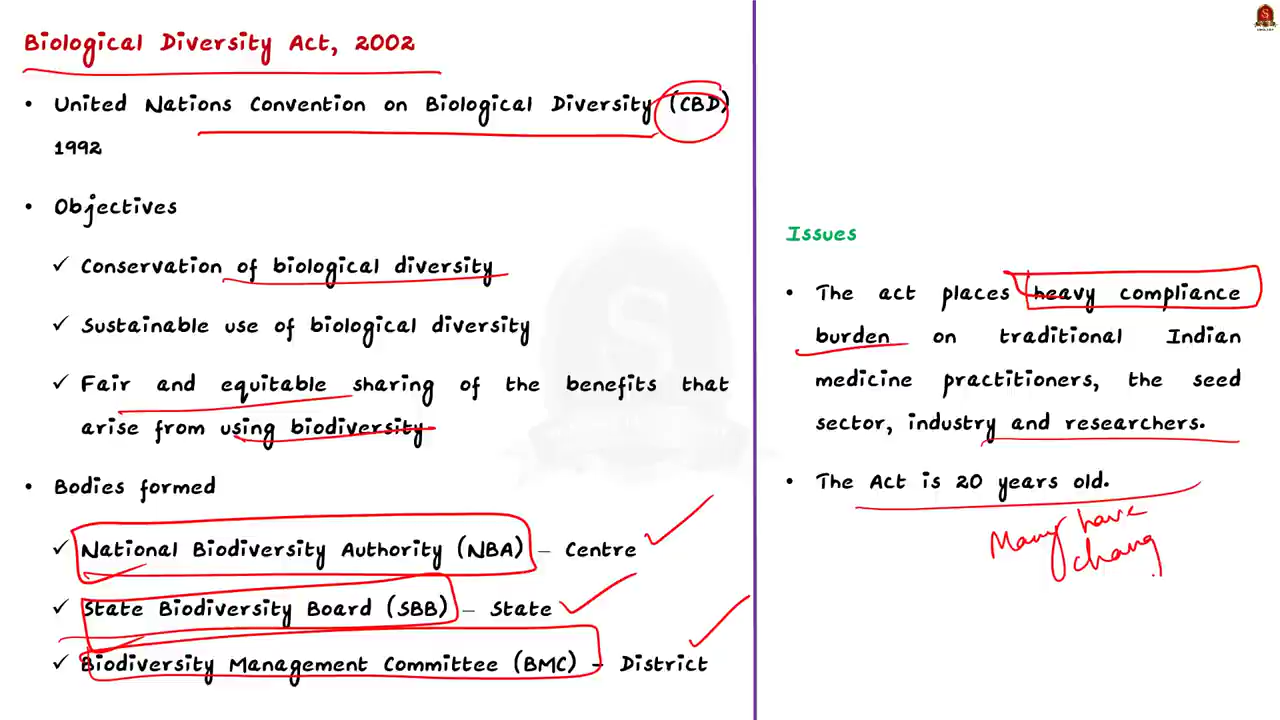 Biological Diversity Act, 2002
• United Nations Convention on Biological Diversity (CBD)
1992
• Objectives
✓ Conservation of biological diversity
✓ Sustainable use of biological diversity
✓ Fair and equitable sharing of the benefits that
arise from using biodiversity
• Bodies formed
✓ National Biodiversity Authority (NBA) – Centre
✓ State Biodiversity Board (SBB) – State
✓ Biodiversity Management Committee (BMC) – District
Issues
• The act places heavy compliance
burden on traditional Indian
medicine practitioners, the seed
sector, industry and researchers.
• The Act is 20 years old.
Many have